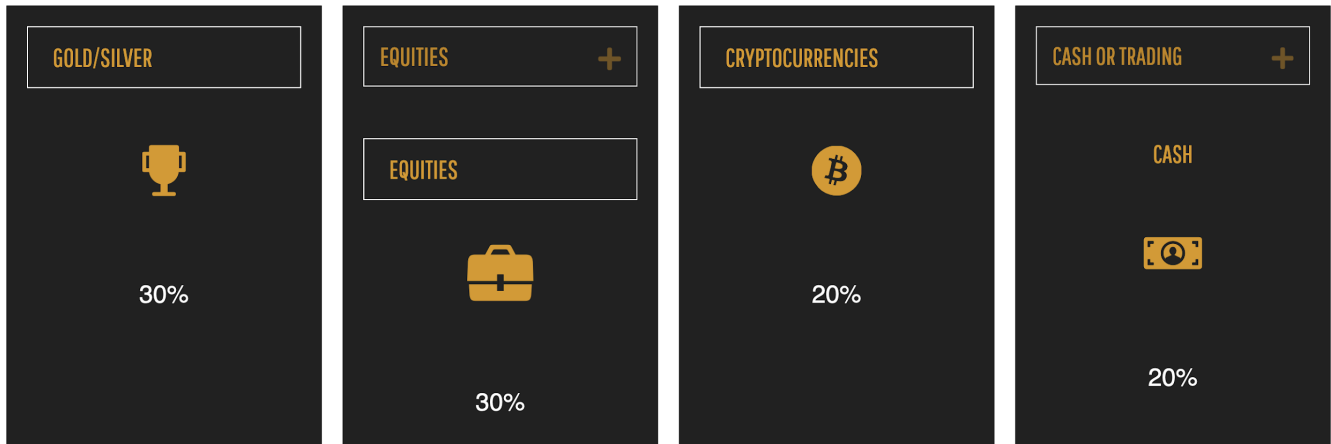 GOLD/SILVER
30%
EQUITIES +
EQUITIES
30%
CRYPTOCURRENCIES
20%
CASH OR TRADING +
CASH
20%